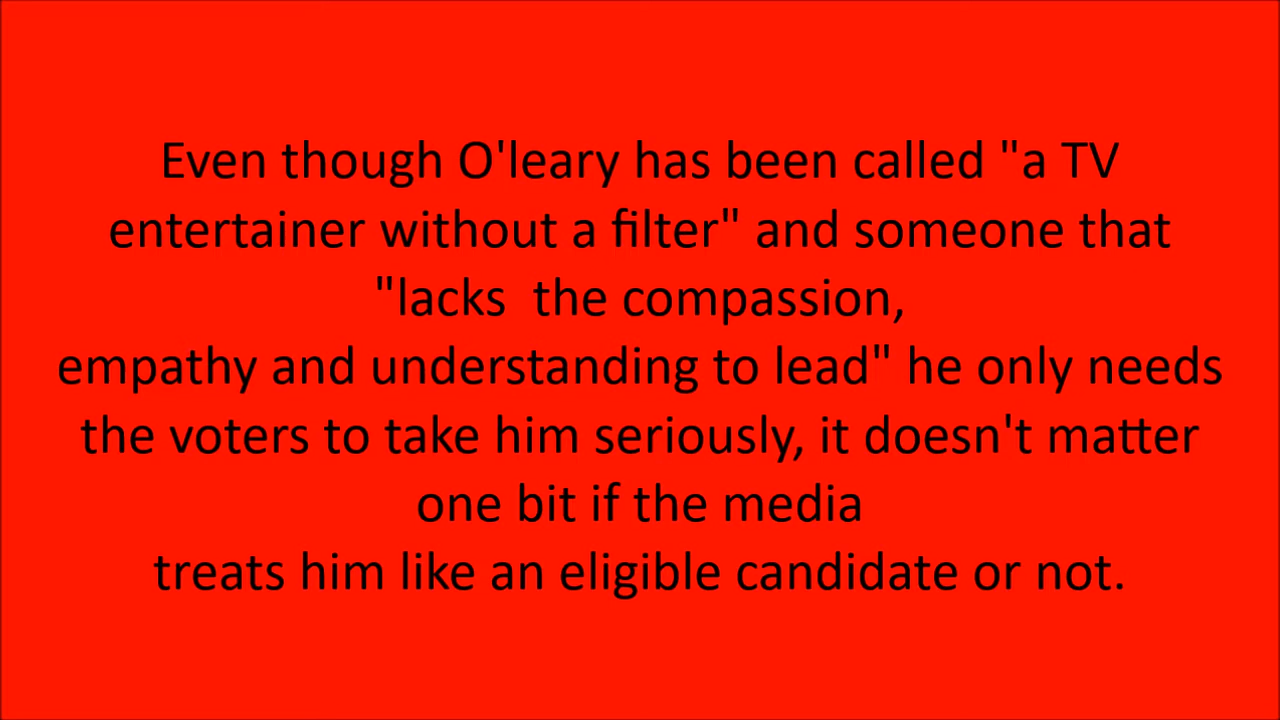 Even though O'leary has been called "a TV
entertainer without a filter" and someone that
"lacks  the compassion,
empathy and understanding to lead" he only needs
the voters to take him seriously, it doesn't matter
one bit if the media
treats him like an eligible candidate or not.